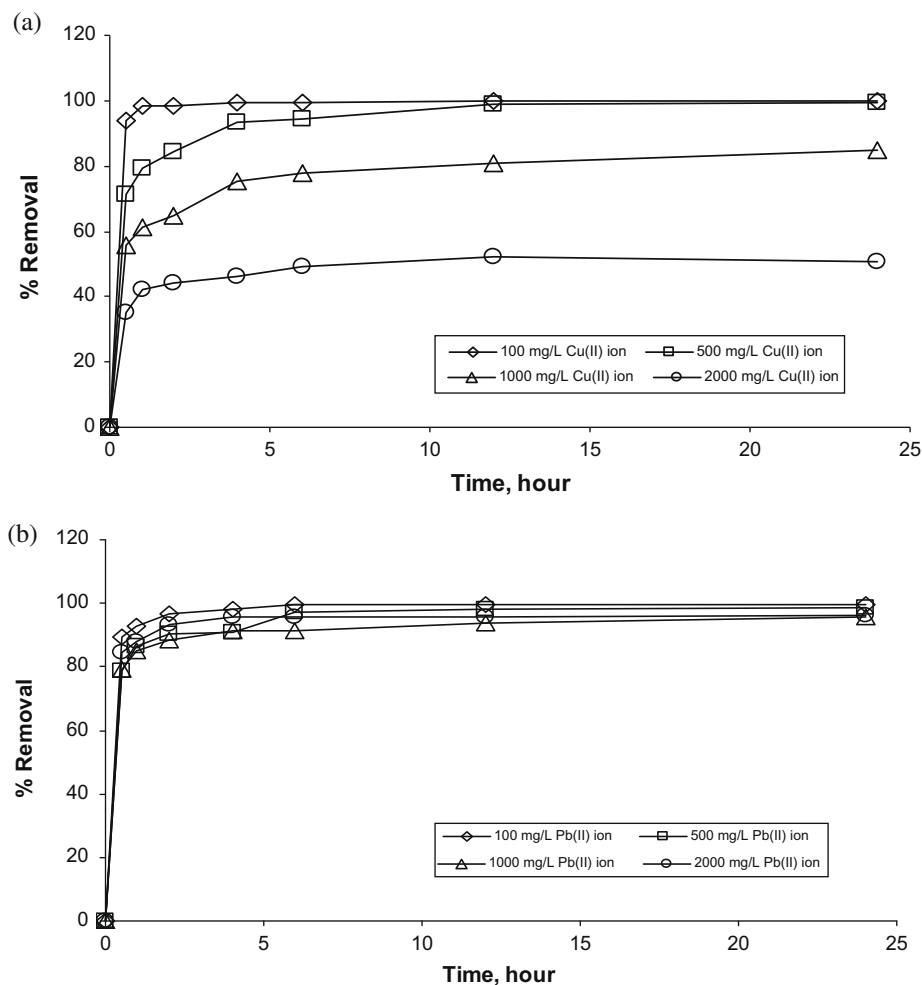 (a)
120
100
80
60
40
20
0
% Removal
100 mg/L Cu(II) ion 500 mg/L Cu(II) ion
1000 mg/L Cu(II) ion 2000 mg/L Cu(II) ion
0 5 10 15 20 25
Time, hour
(b)
120
100
80
60
40
20
0
% Removal
100 mg/L Pb(II) ion 500 mg/L Pb(II) ion
1000 mg/L Pb(II) ion 2000 mg/L Pb(II) ion
0 5 10 15 20 25
Time, hour